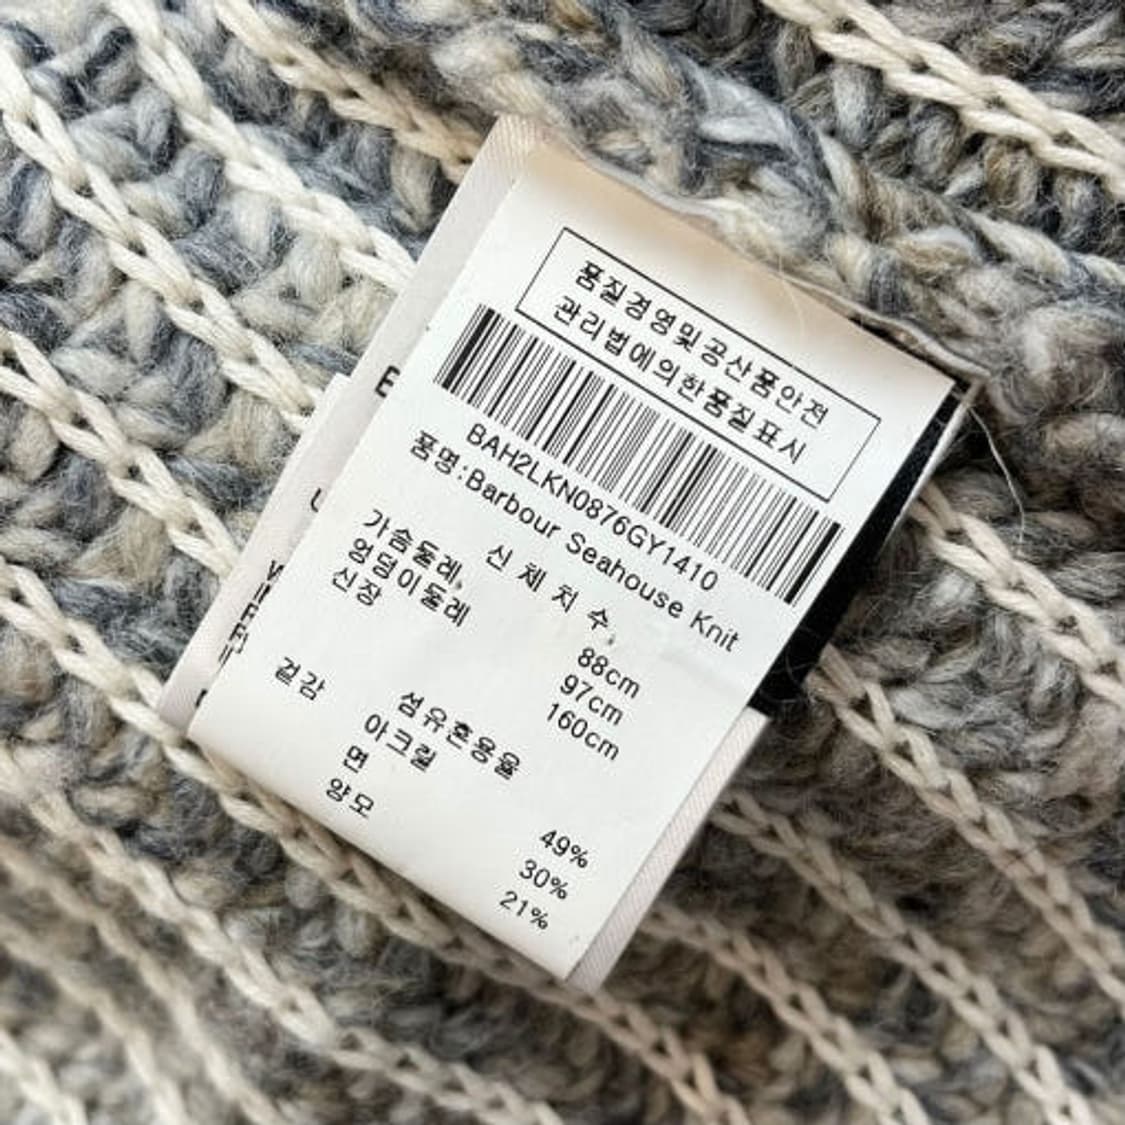 품질경영및공산품안전
관리법에의한품질표시
BAH2LKN0876GY1410
품명:Barbour Seahouse Knit
신 체 치 수
가슴둘레 88cm
엉덩이둘레 97cm
신장 160cm
섬유혼용율
겉감 아크릴 49%
면 30%
양모 21%